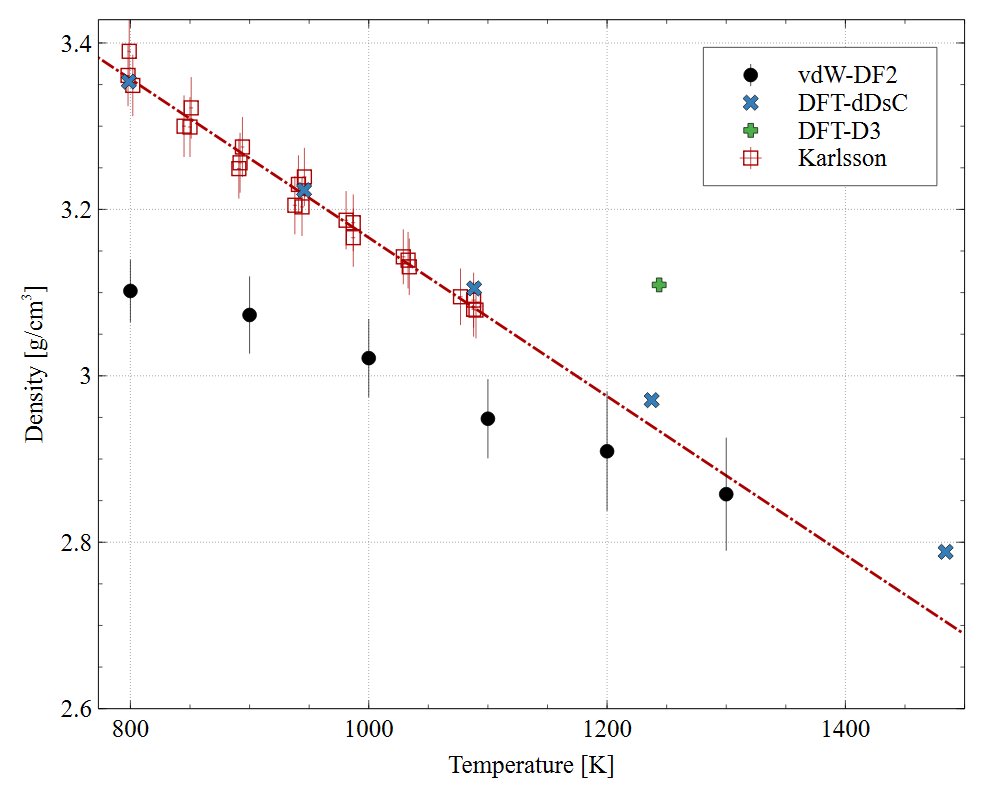 3.4
3.2
3
2.8
2.6
Density [g/cm³]
800
1000
1200
1400
Temperature [K]
vdW-DF2
DFT-dDsC
DFT-D3
Karlsson